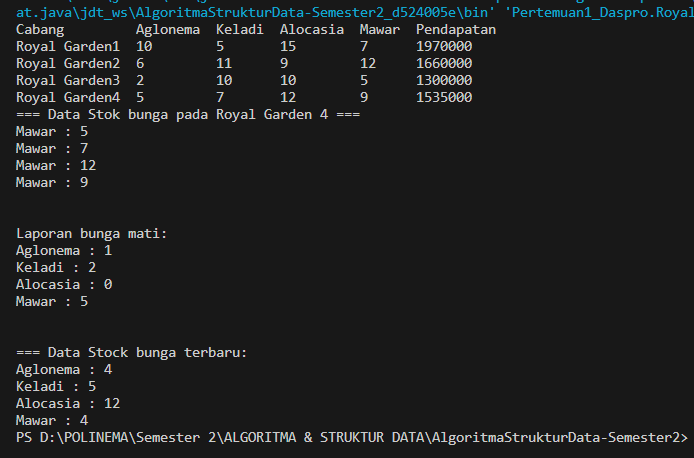 at.java\jdt_ws\AlgoritmaStrukturData-Semester2_d524005e\bin' 'Pertemuan1_Daspro.Royal
Cabang Aglonema Keladi Alocasia Mawar Pendapatan
Royal Garden1 10 5 15 7 1970000
Royal Garden2 6 11 9 12 1660000
Royal Garden3 2 10 10 5 1300000
Royal Garden4 5 7 12 9 1535000
=== Data Stok bunga pada Royal Garden 4 ===
Mawar : 5
Mawar : 7
Mawar : 12
Mawar : 9
Laporan bunga mati:
Aglonema : 1
Keladi : 2
Alocasia : 0
Mawar : 5
=== Data Stock bunga terbaru:
Aglonema : 4
Keladi : 5
Alocasia : 12
Mawar : 4
PS D:\POLINEMA\Semester 2\ALGORITMA & STRUKTUR DATA\AlgoritmaStrukturData-Semester2>